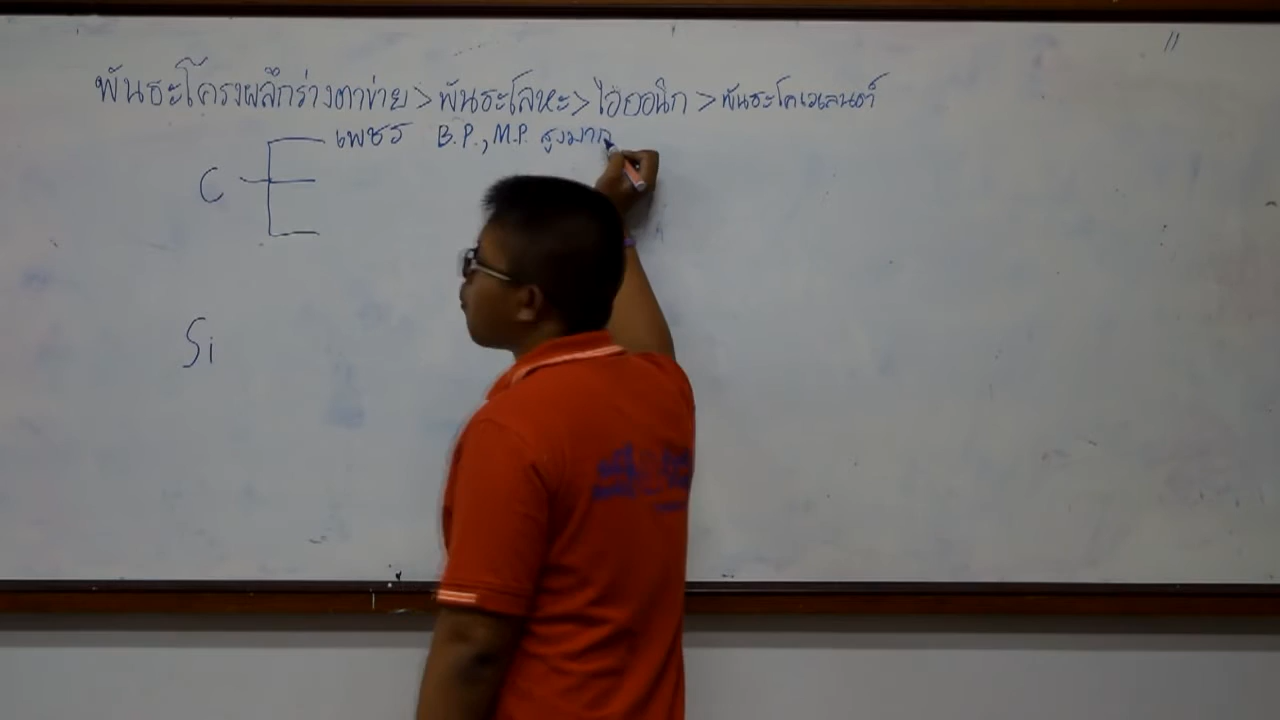 พันธะโครงผลึกร่างตาข่าย > พันธะโลหะ > ไอออนิก > พันธะโคเวเลนต์
เพชร B.P., M.P. สูงมาก
C
Si
11